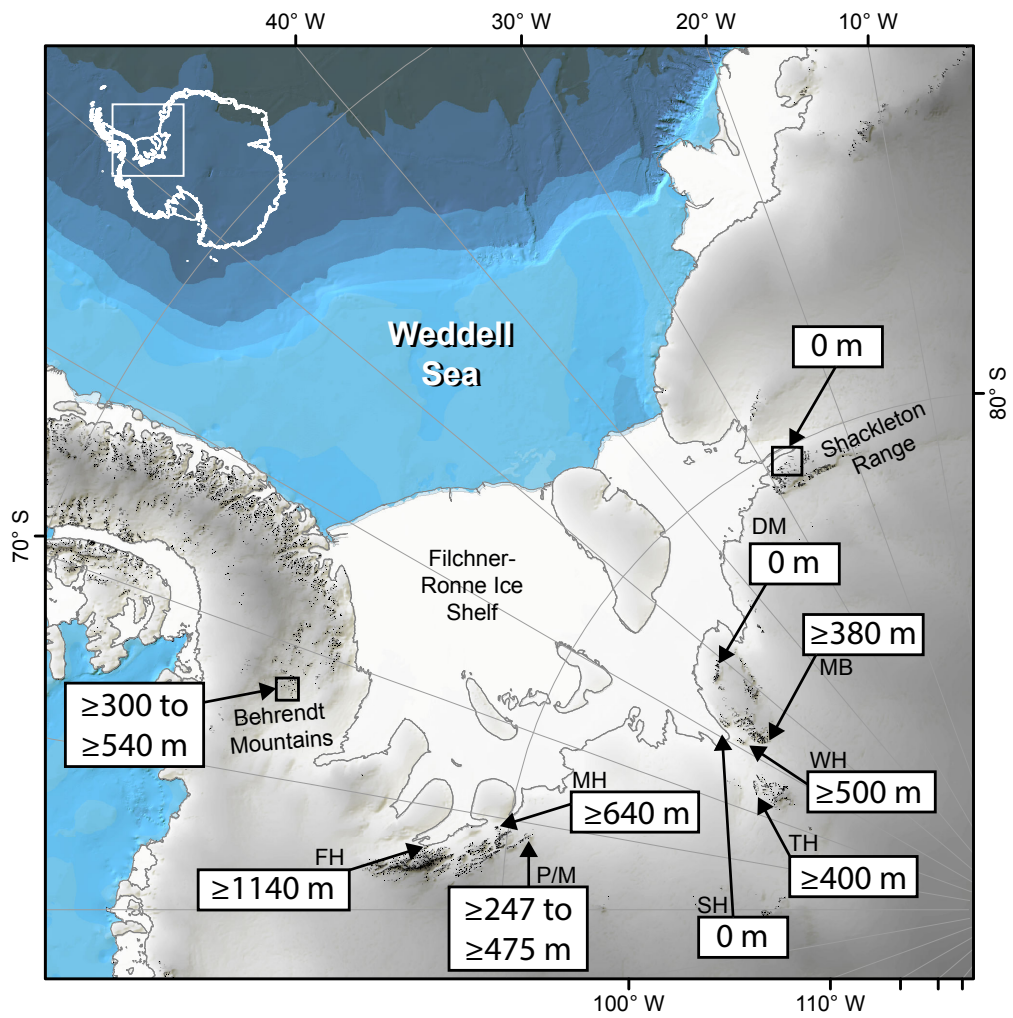 40° W
30° W
20° W
10° W
Weddell
Sea
0 m
80° S
Shackleton
Range
70° S
DM
0 m
Filchner-
Ronne Ice
Shelf
≥380 m
MB
≥300 to
≥540 m
Behrendt
Mountains
WH
≥500 m
MH
≥640 m
TH
≥400 m
FH
≥1140 m
P/M
≥247 to
≥475 m
SH
0 m
100° W
110° W